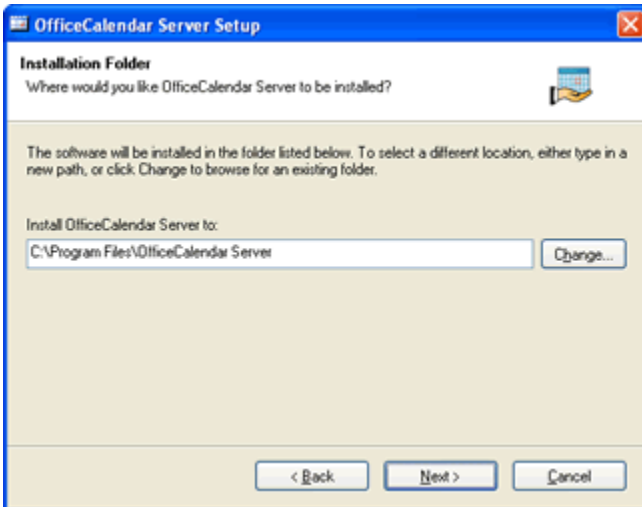 OfficeCalendar Server Setup
Installation Folder
Where would you like OfficeCalendar Server to be installed?
The software will be installed in the folder listed below. To select a different location, either type in a
new path, or click Change to browse for an existing folder.
Install OfficeCalendar Server to:
C:\Program Files\OfficeCalendar Server
Change...
< Back
Next >
Cancel